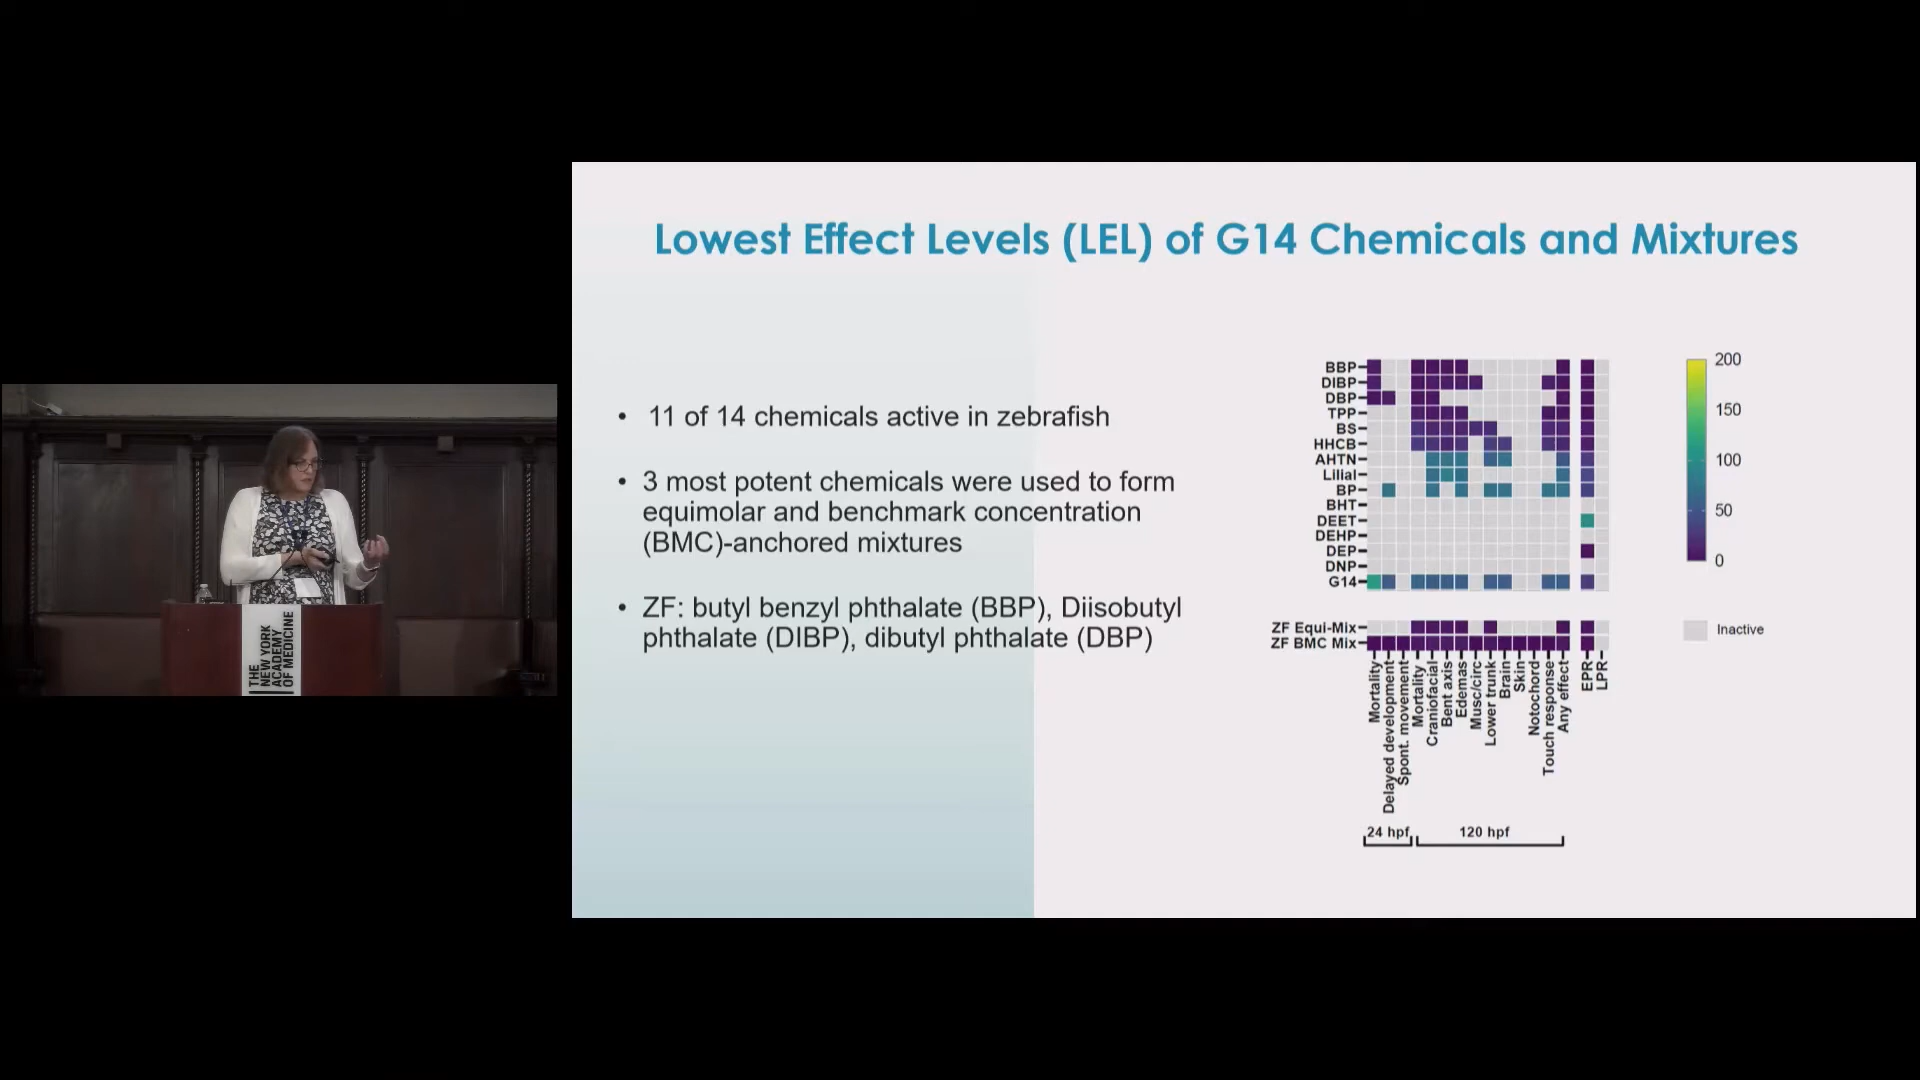 Lowest Effect Levels (LEL) of G14 Chemicals and Mixtures
• 11 of 14 chemicals active in zebrafish
• 3 most potent chemicals were used to form
equimolar and benchmark concentration
(BMC)-anchored mixtures
• ZF: butyl benzyl phthalate (BBP), Diisobutyl
phthalate (DIBP), dibutyl phthalate (DBP)
BBP
DIBP
DBP
TPP
BS
HHCB
AHTN
Lilial
BP
BHT
DEET
DEHP
DEP
DNP
G14
ZF Equi-Mix
ZF BMC Mix
Mortality
Delayed development
Spont. movement
Mortality
Craniofacial
Bent axis
Edemas
Musc/circ
Lower trunk
Brain
Skin
Notochord
Touch response
Any effect
EPR
LPR
24 hpf
120 hpf
200
150
100
50
0
Inactive
THE
NEW YORK
ACADEMY
OF MEDICINE